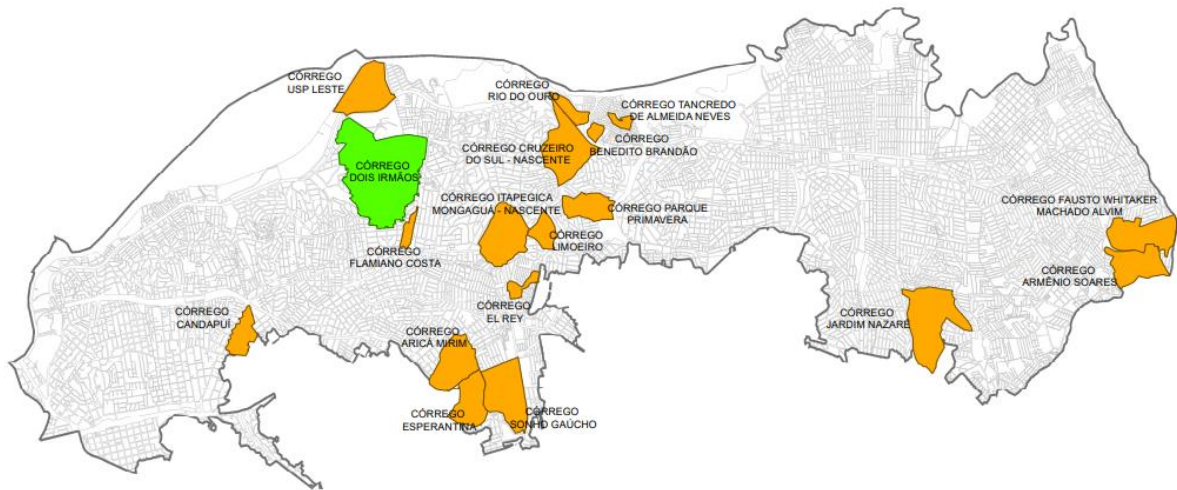 CÓRREGO
USP LESTE
CÓRREGO
RIO DO OURO
CÓRREGO TANCREDO
DE ALMEIDA NEVES
CÓRREGO
BENEDITO BRANDÃO
CÓRREGO CRUZEIRO
DO SUL - NASCENTE
CÓRREGO
DOIS IRMÃOS
CÓRREGO ITAPEGICA
MONGAGUÁ - NASCENTE
CÓRREGO PARQUE
PRIMAVERA
CÓRREGO FAUSTO WHITAKER
MACHADO ALVIM
CÓRREGO
LIMOEIRO
CÓRREGO
FLAMIANO COSTA
CÓRREGO
ARMÊNIO SOARES
CÓRREGO
EL REY
CÓRREGO
CANDAPUÍ
CÓRREGO
JARDIM NAZARÉ
CÓRREGO
ARICÁ MIRIM
CÓRREGO
ESPERANTINA
CÓRREGO
SONHO GAÚCHO